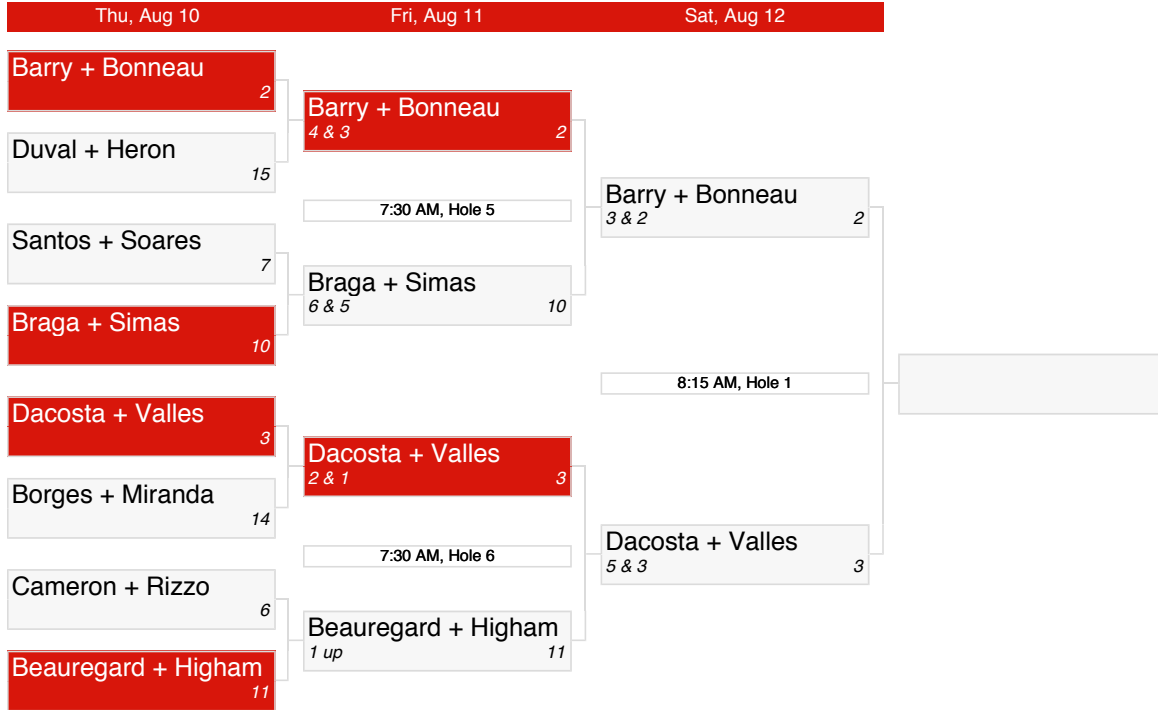 Thu, Aug 10
Fri, Aug 11
Sat, Aug 12
Barry + Bonneau
2
Duval + Heron
15
Santos + Soares
7
Braga + Simas
10
Dacosta + Valles
3
Borges + Miranda
14
Cameron + Rizzo
6
Beauregard + Higham
11
Barry + Bonneau
4 & 3 2
7:30 AM, Hole 5
Braga + Simas
6 & 5 10
Dacosta + Valles
2 & 1 3
7:30 AM, Hole 6
Beauregard + Higham
1 up 11
Barry + Bonneau
3 & 2 2
8:15 AM, Hole 1
Dacosta + Valles
5 & 3 3